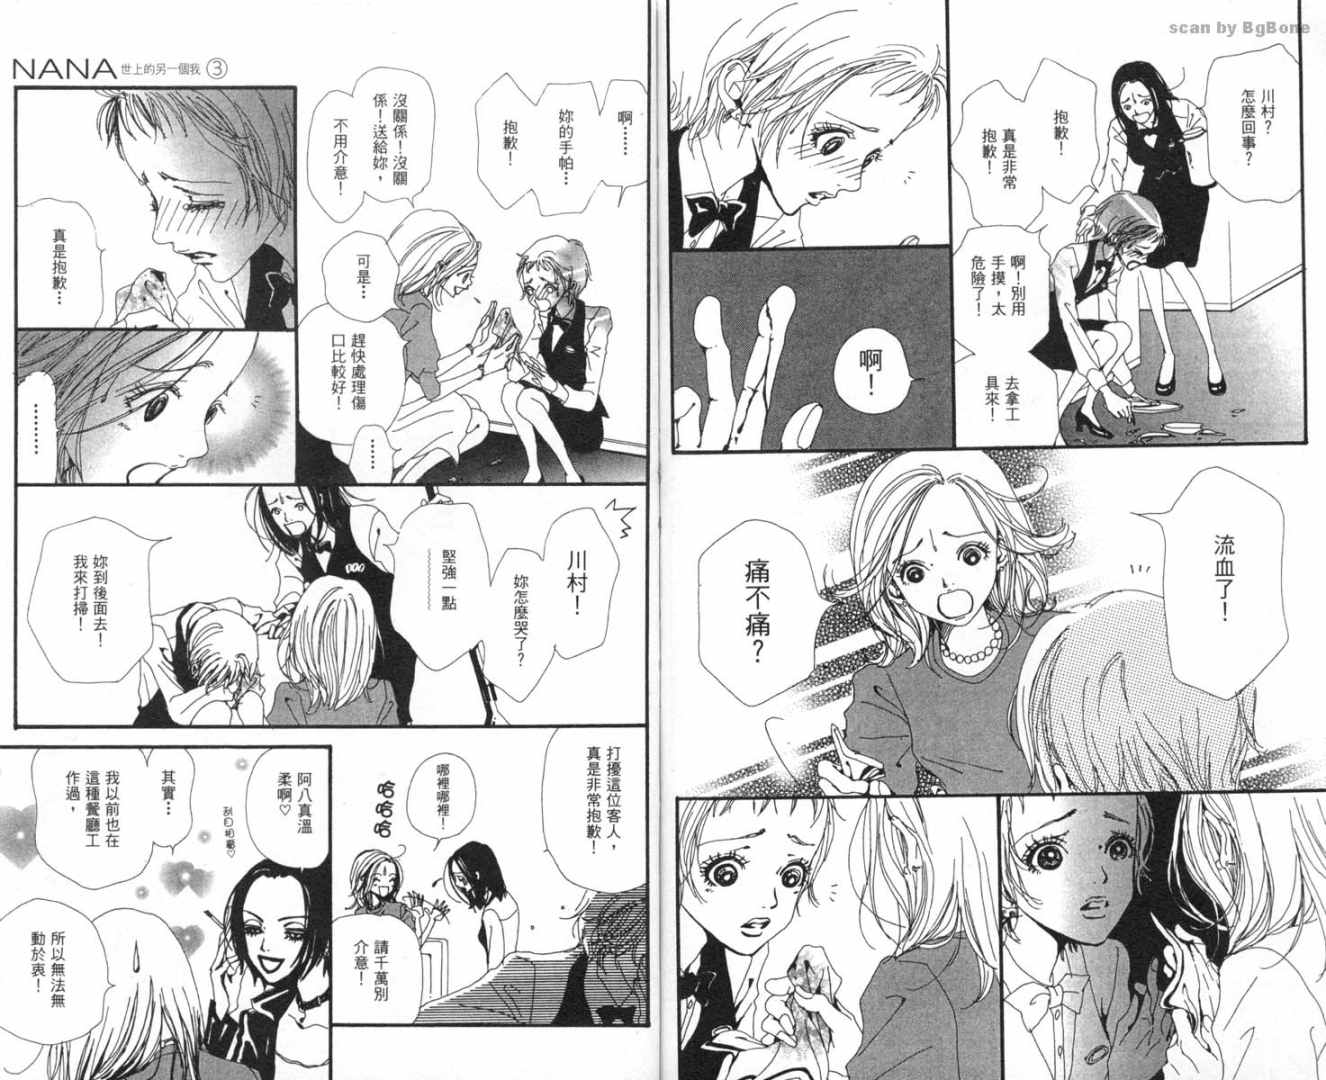 scan by BgBone
川村?
怎麼回事?
抱歉!
真是非常
抱歉!
啊!別用
手摸,太
危險了!
去拿工
具來!
啊!
流血了!
痛不痛?
NANA 世上的另一個我 ③
啊……
妳的手帕…
抱歉!
沒關係!沒關
係!送給妳,
不用介意!
可是…
趕快處理傷
口比較好!
……
真是抱歉…
………
川村!
妳怎麼哭了?
堅強一點
妳到後面去!
我來打掃!
打擾這位客人,
真是非常抱歉!
哪裡哪裡!
哈哈哈
請千萬別
介意!
阿八真溫
柔啊♡
刮目相看♡
其實…
我以前也在
這種餐廳工
作過,
所以無法無
動於衷!